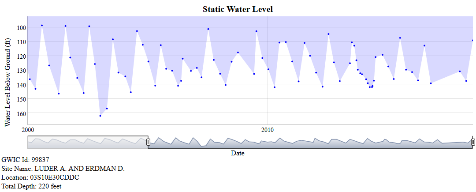 Static Water Level
Water Level Below Ground (ft)
100
110
120
130
140
150
160
2000
2010
Date
GWIC Id: 99837
Site Name: LUDER A. AND ERDMAN D.
Location: 03S10E30CDDC
Total Depth: 220 feet